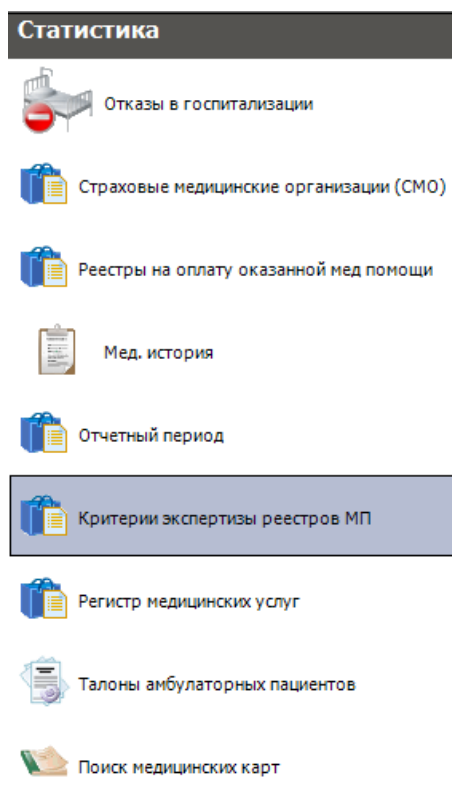 Статистика
Отказы в госпитализации
Страховые медицинские организации (СМО)
Реестры на оплату оказанной мед помощи
Мед. история
Отчетный период
Критерии экспертизы реестров МП
Регистр медицинских услуг
Талоны амбулаторных пациентов
Поиск медицинских карт